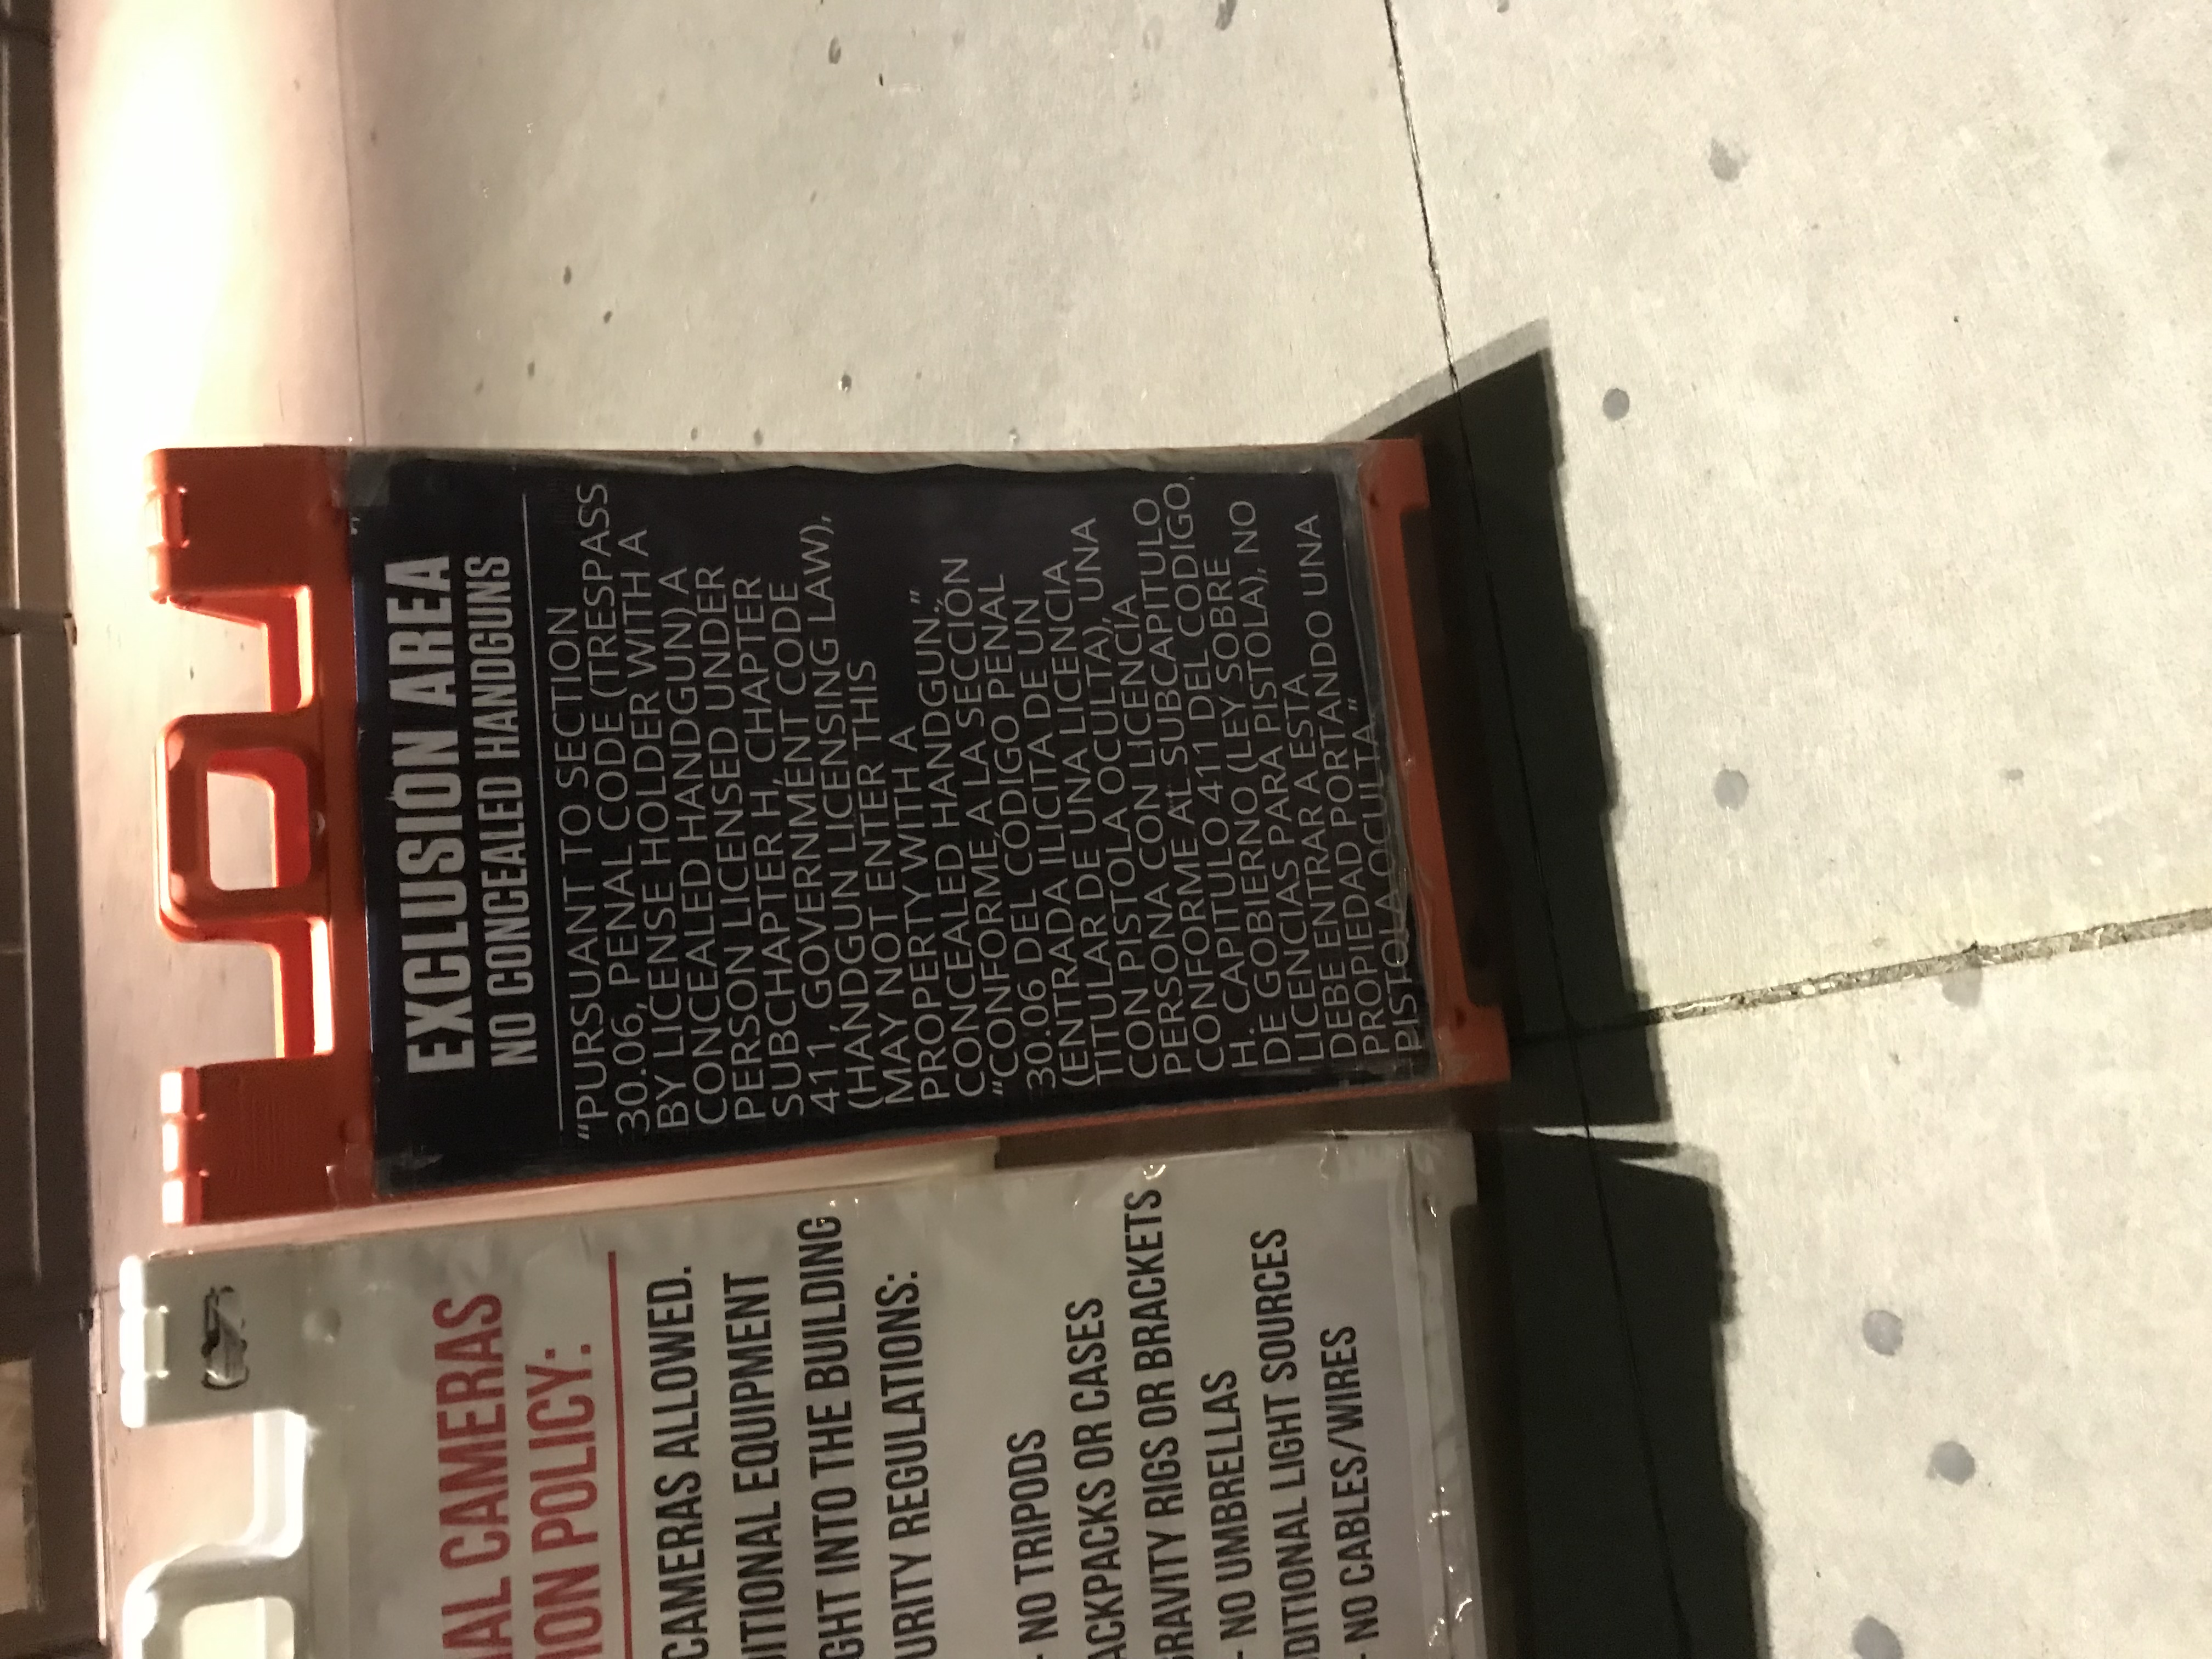 EXCLUSION AREA
NO CONCEALED HANDGUNS
“PURSUANT TO SECTION
30.06, PENAL CODE (TRESPASS
BY LICENSE HOLDER WITH A
CONCEALED HANDGUN) A
PERSON LICENSED UNDER
SUBCHAPTER H, CHAPTER
411, GOVERNMENT CODE
(HANDGUN LICENSING LAW),
MAY NOT ENTER THIS
PROPERTY WITH A
CONCEALED HANDGUN.”
“CONFORME A LA SECCIÓN
30.06 DEL CODIGO PENAL
(ENTRADA ILICITA DE UN
TITULAR DE UNA LICENCIA
CON PISTOLA OCULTA), UNA
PERSONA CON LICENCIA
CONFORME AL SUBCAPITULO
H. CAPITULO 411 DEL CODIGO,
DE GOBIERNO (LEY SOBRE
LICENCIAS PARA PISTOLA), NO
DEBE ENTRAR A ESTA
PROPIEDAD PORTANDO UNA
PISTOLA OCULTA.”
AL CAMERAS
ION POLICY:
CAMERAS ALLOWED.
ITIONAL EQUIPMENT
GHT INTO THE BUILDING
URITY REGULATIONS:
- NO TRIPODS
ACKPACKS OR CASES
GRAVITY RIGS OR BRACKETS
- NO UMBRELLAS
DITIONAL LIGHT SOURCES
- NO CABLES/WIRES